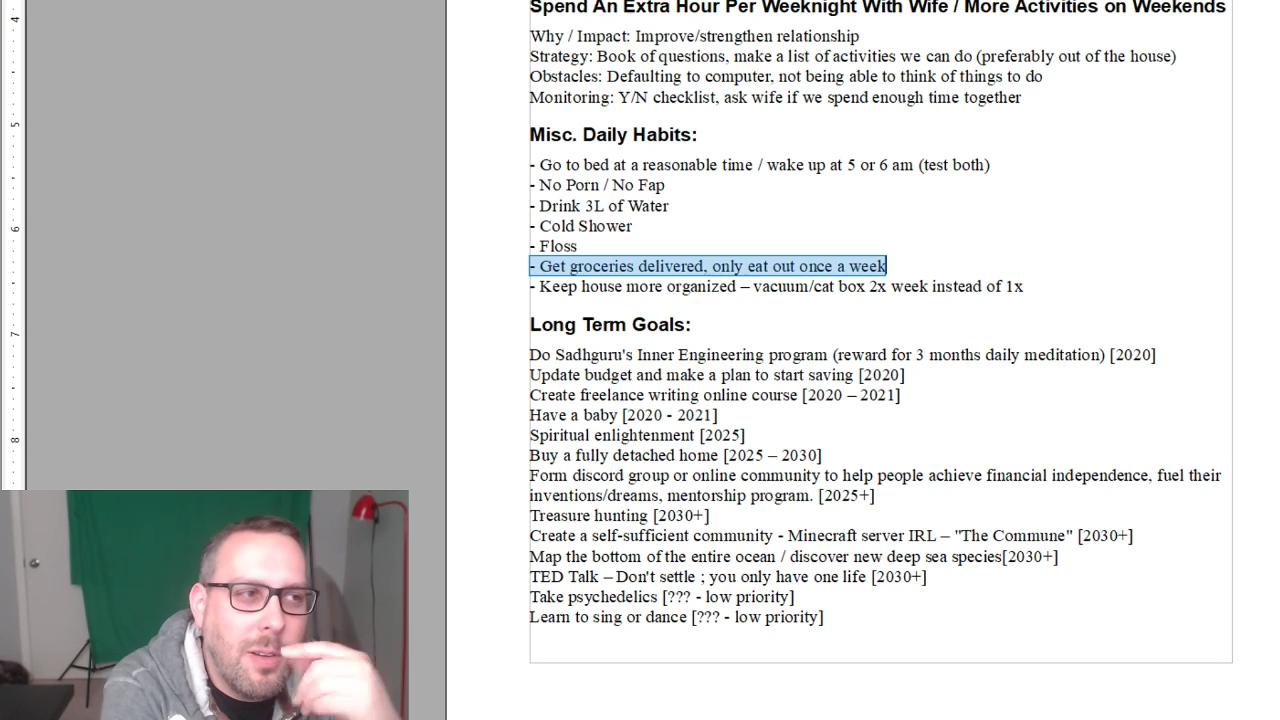 Spend An Extra Hour Per Weeknight With Wife / More Activities on Weekends
Why / Impact: Improve/strengthen relationship
Strategy: Book of questions, make a list of activities we can do (preferably out of the house)
Obstacles: Defaulting to computer, not being able to think of things to do
Monitoring: Y/N checklist, ask wife if we spend enough time together
Misc. Daily Habits:
- Go to bed at a reasonable time / wake up at 5 or 6 am (test both)
- No Porn / No Fap
- Drink 3L of Water
- Cold Shower
- Floss
- Get groceries delivered, only eat out once a week
- Keep house more organized – vacuum/cat box 2x week instead of 1x
Long Term Goals:
Do Sadhguru's Inner Engineering program (reward for 3 months daily meditation) [2020]
Update budget and make a plan to start saving [2020]
Create freelance writing online course [2020 – 2021]
Have a baby [2020 - 2021]
Spiritual enlightenment [2025]
Buy a fully detached home [2025 – 2030]
Form discord group or online community to help people achieve financial independence, fuel their
inventions/dreams, mentorship program. [2025+]
Treasure hunting [2030+]
Create a self-sufficient community - Minecraft server IRL – "The Commune" [2030+]
Map the bottom of the entire ocean / discover new deep sea species[2030+]
TED Talk – Don't settle ; you only have one life [2030+]
Take psychedelics [??? - low priority]
Learn to sing or dance [??? - low priority]
4
5
6
7
8